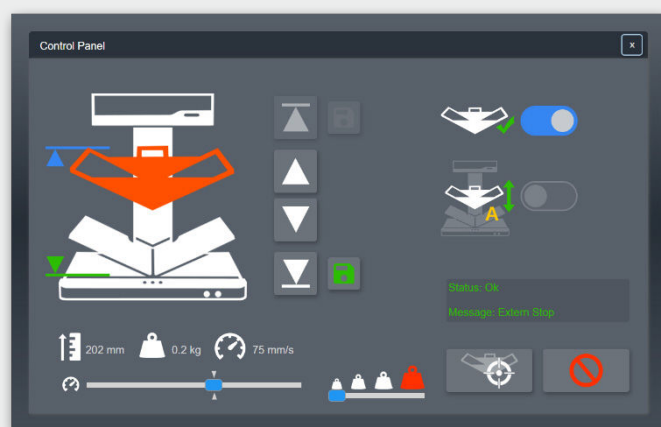 Control Panel
x
A
Status: Ok
Message: Extern Stop
202 mm
0.2 kg
75 mm/s